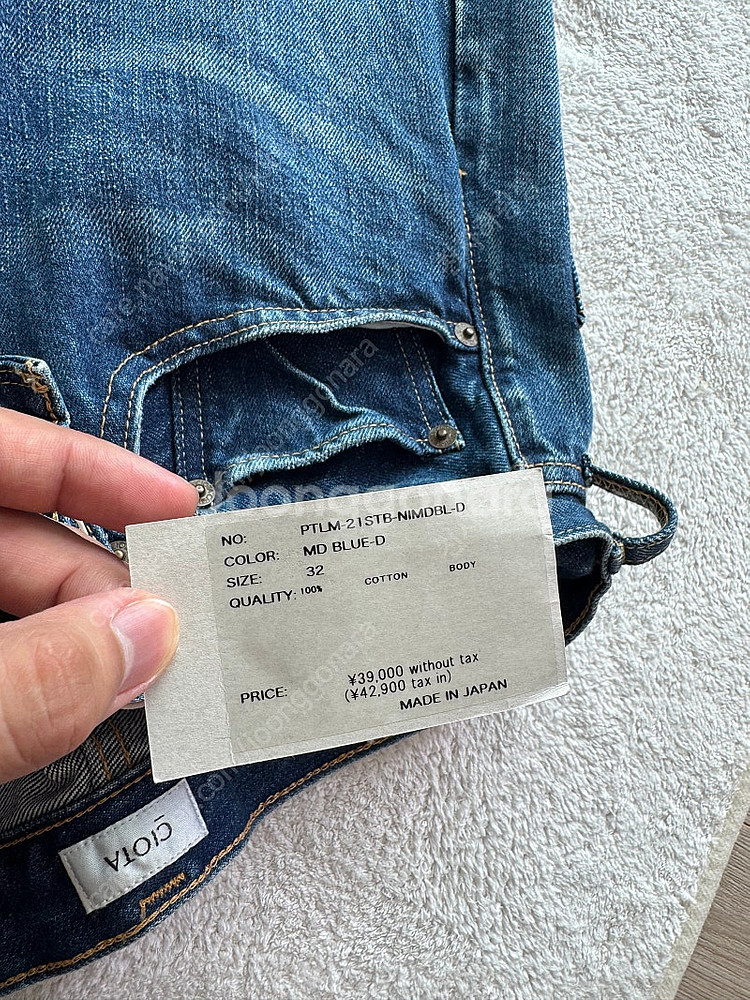 NO: PTLM-21STB-NIMDBL-D
COLOR: MD BLUE-D
SIZE: 32
QUALITY: 100% COTTON BODY
¥39,000 without tax
PRICE: (¥42,900 tax in)
MADE IN JAPAN
CIOTA
joonggonara